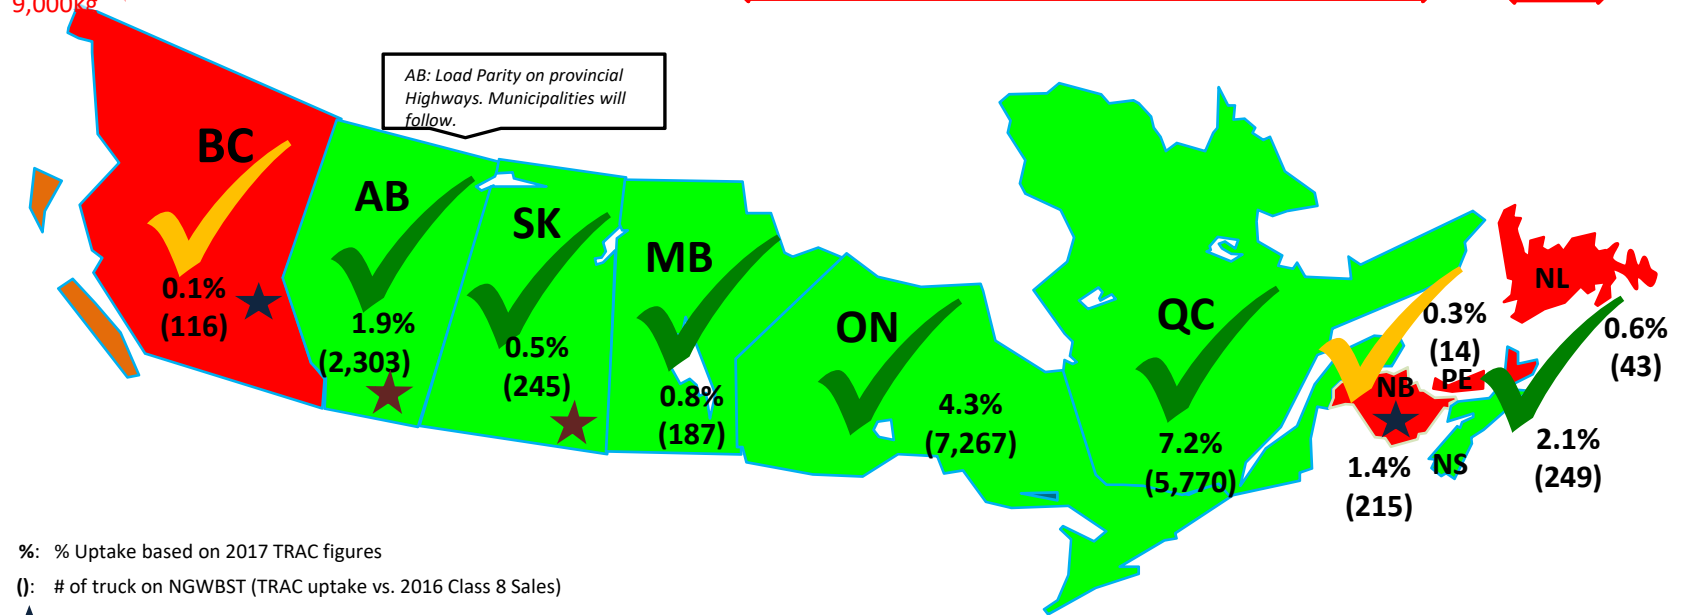 9,000kg
AB: Load Parity on provincial
Highways. Municipalities will
follow.
BC
0.1%
(116)
AB
1.9%
(2,303)
SK
0.5%
(245)
MB
0.8%
(187)
ON
4.3%
(7,267)
QC
7.2%
(5,770)
NB
1.4%
(215)
PE
0.3%
(14)
NS
2.1%
(249)
NL
0.6%
(43)
%: % Uptake based on 2017 TRAC figures
(): # of truck on NGWBST (TRAC uptake vs. 2016 Class 8 Sales)